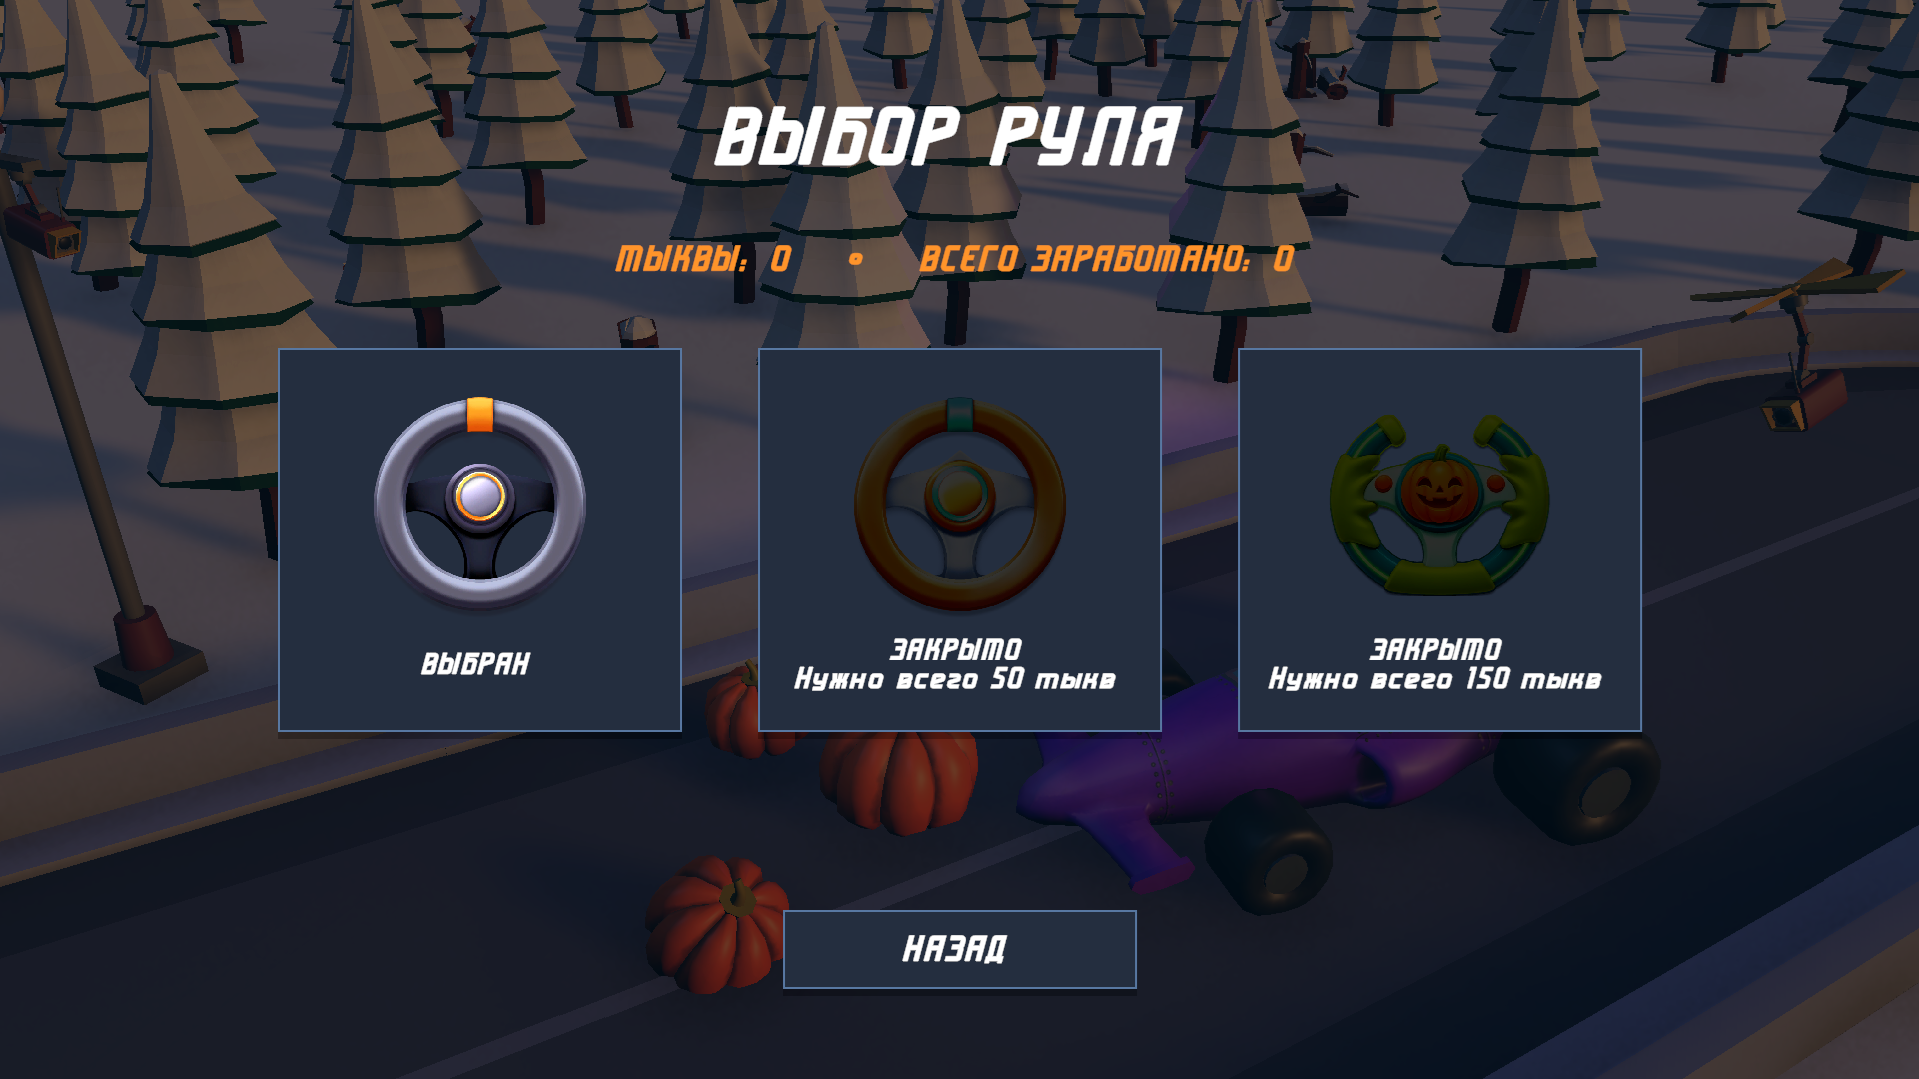 ВЫБОР РУЛЯ
ТЫКВЫ: 0 • ВСЕГО ЗАРАБОТАНО: 0
ВЫБРАН
ЗАКРЫТО
Нужно всего 50 тыкв
ЗАКРЫТО
Нужно всего 150 тыкв
НАЗАД